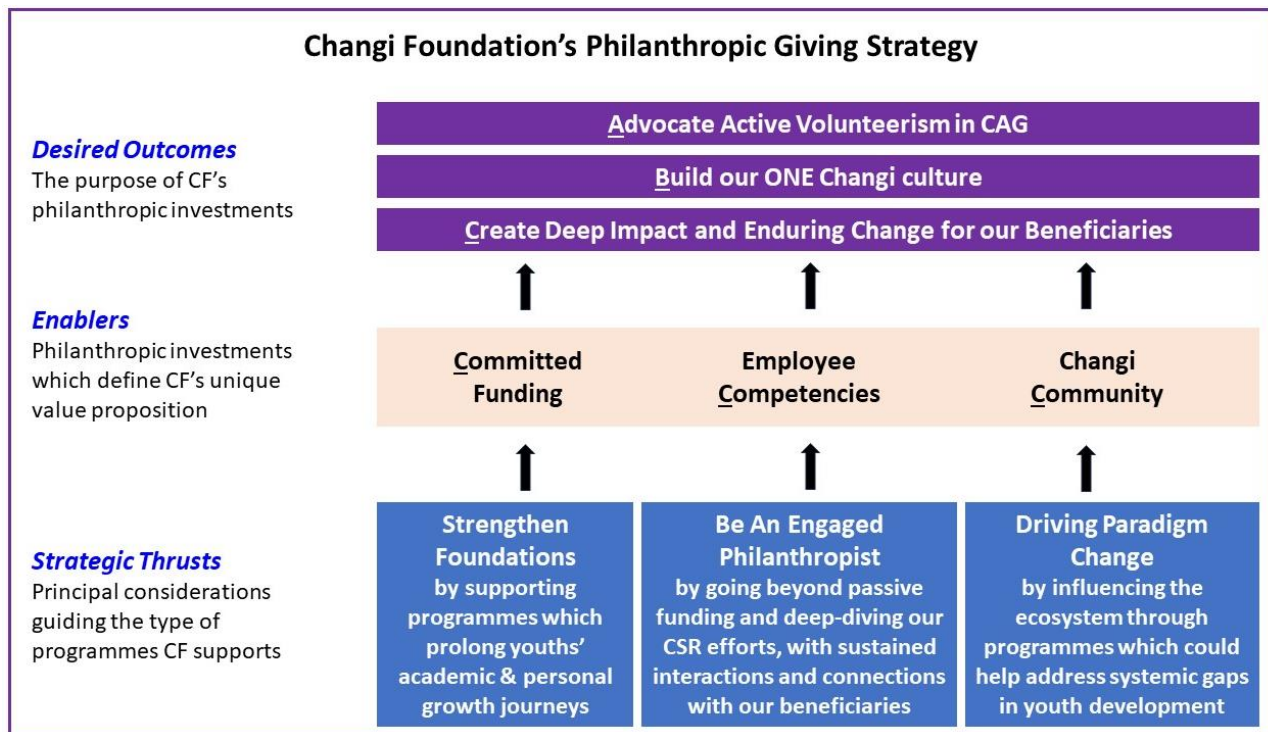 Changi Foundation's Philanthropic Giving Strategy
Desired Outcomes
The purpose of CF's
philanthropic investments
Advocate Active Volunteerism in CAG
Build our ONE Changi culture
Create Deep Impact and Enduring Change for our Beneficiaries
Enablers
Philanthropic investments
which define CF's unique
value proposition
Committed
Funding
Employee
Competencies
Changi
Community
Strategic Thrusts
Principal considerations
guiding the type of
programmes CF supports
Strengthen
Foundations
by supporting
programmes which
prolong youths'
academic & personal
growth journeys
Be An Engaged
Philanthropist
by going beyond passive
funding and deep-diving our
CSR efforts, with sustained
interactions and connections
with our beneficiaries
Driving Paradigm
Change
by influencing the
ecosystem through
programmes which could
help address systemic gaps
in youth development